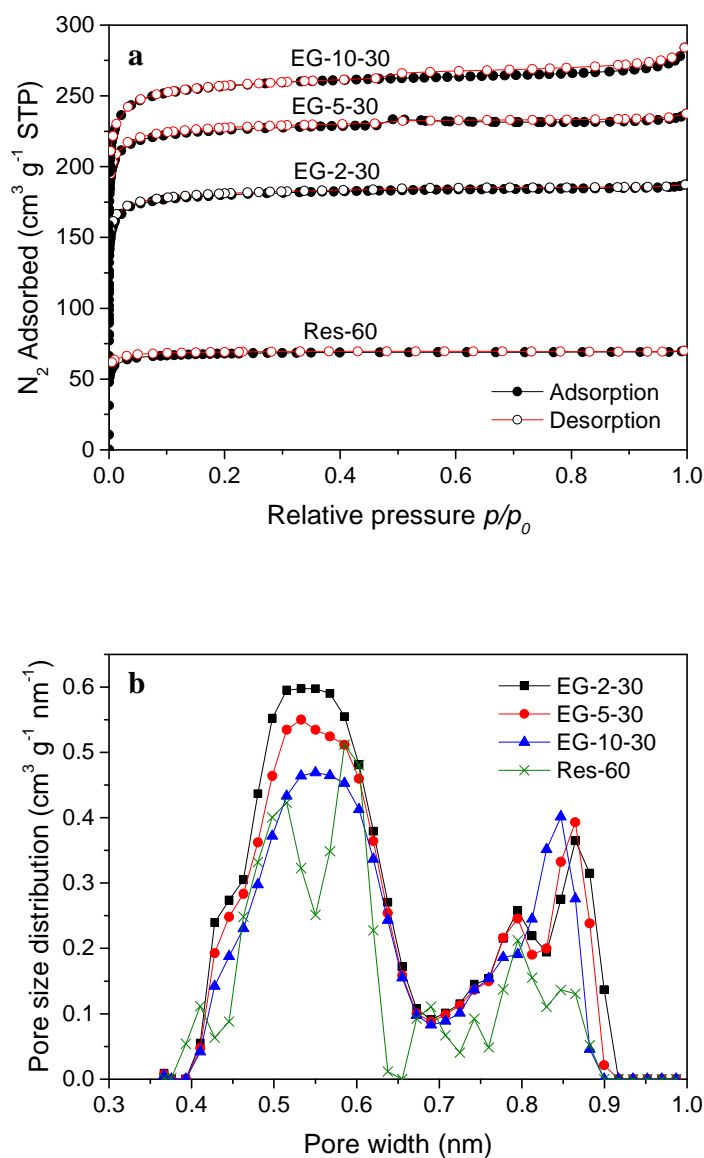 a
300
250
200
150
100
50
0
N₂ Adsorbed (cm³ g⁻¹ STP)
EG-10-30
EG-5-30
EG-2-30
Res-60
Adsorption
Desorption
0.0 0.2 0.4 0.6 0.8 1.0
Relative pressure p/p₀
b
0.6
0.5
0.4
0.3
0.2
0.1
0.0
Pore size distribution (cm³ g⁻¹ nm⁻¹)
EG-2-30
EG-5-30
EG-10-30
Res-60
0.3 0.4 0.5 0.6 0.7 0.8 0.9 1.0
Pore width (nm)